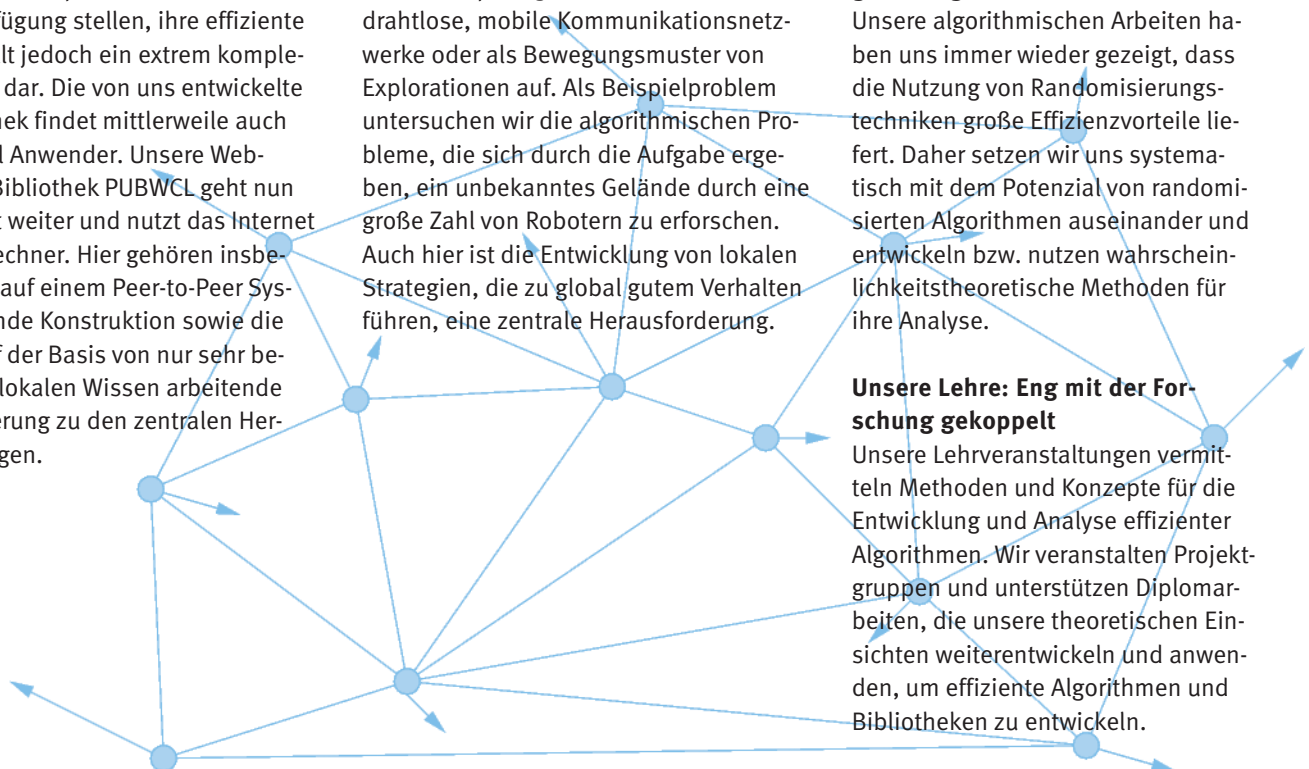 fügung stellen, ihre effiziente
lt jedoch ein extrem komple-
dar. Die von uns entwickelte
hek findet mittlerweile auch
l Anwender. Unsere Web-
Bibliothek PUBWCL geht nun
t weiter und nutzt das Internet
echner. Hier gehören insbe-
auf einem Peer-to-Peer Sys-
nde Konstruktion sowie die
f der Basis von nur sehr be-
lokalen Wissen arbeitende
erung zu den zentralen Her-
gen.
drahtlose, mobile Kommunikationsnetz-
werke oder als Bewegungsmuster von
Explorationen auf. Als Beispielproblem
untersuchen wir die algorithmischen Pro-
bleme, die sich durch die Aufgabe erge-
ben, ein unbekanntes Gelände durch eine
große Zahl von Robotern zu erforschen.
Auch hier ist die Entwicklung von lokalen
Strategien, die zu global gutem Verhalten
führen, eine zentrale Herausforderung.
Unsere algorithmischen Arbeiten ha-
ben uns immer wieder gezeigt, dass
die Nutzung von Randomisierungs-
techniken große Effizienzvorteile lie-
fert. Daher setzen wir uns systema-
tisch mit dem Potenzial von randomi-
sierten Algorithmen auseinander und
entwickeln bzw. nutzen wahrschein-
lichkeitstheoretische Methoden für
ihre Analyse.
Unsere Lehre: Eng mit der For-
schung gekoppelt
Unsere Lehrveranstaltungen vermit-
teln Methoden und Konzepte für die
Entwicklung und Analyse effizienter
Algorithmen. Wir veranstalten Projekt-
gruppen und unterstützen Diplomar-
beiten, die unsere theoretischen Ein-
sichten weiterentwickeln und anwen-
den, um effiziente Algorithmen und
Bibliotheken zu entwickeln.